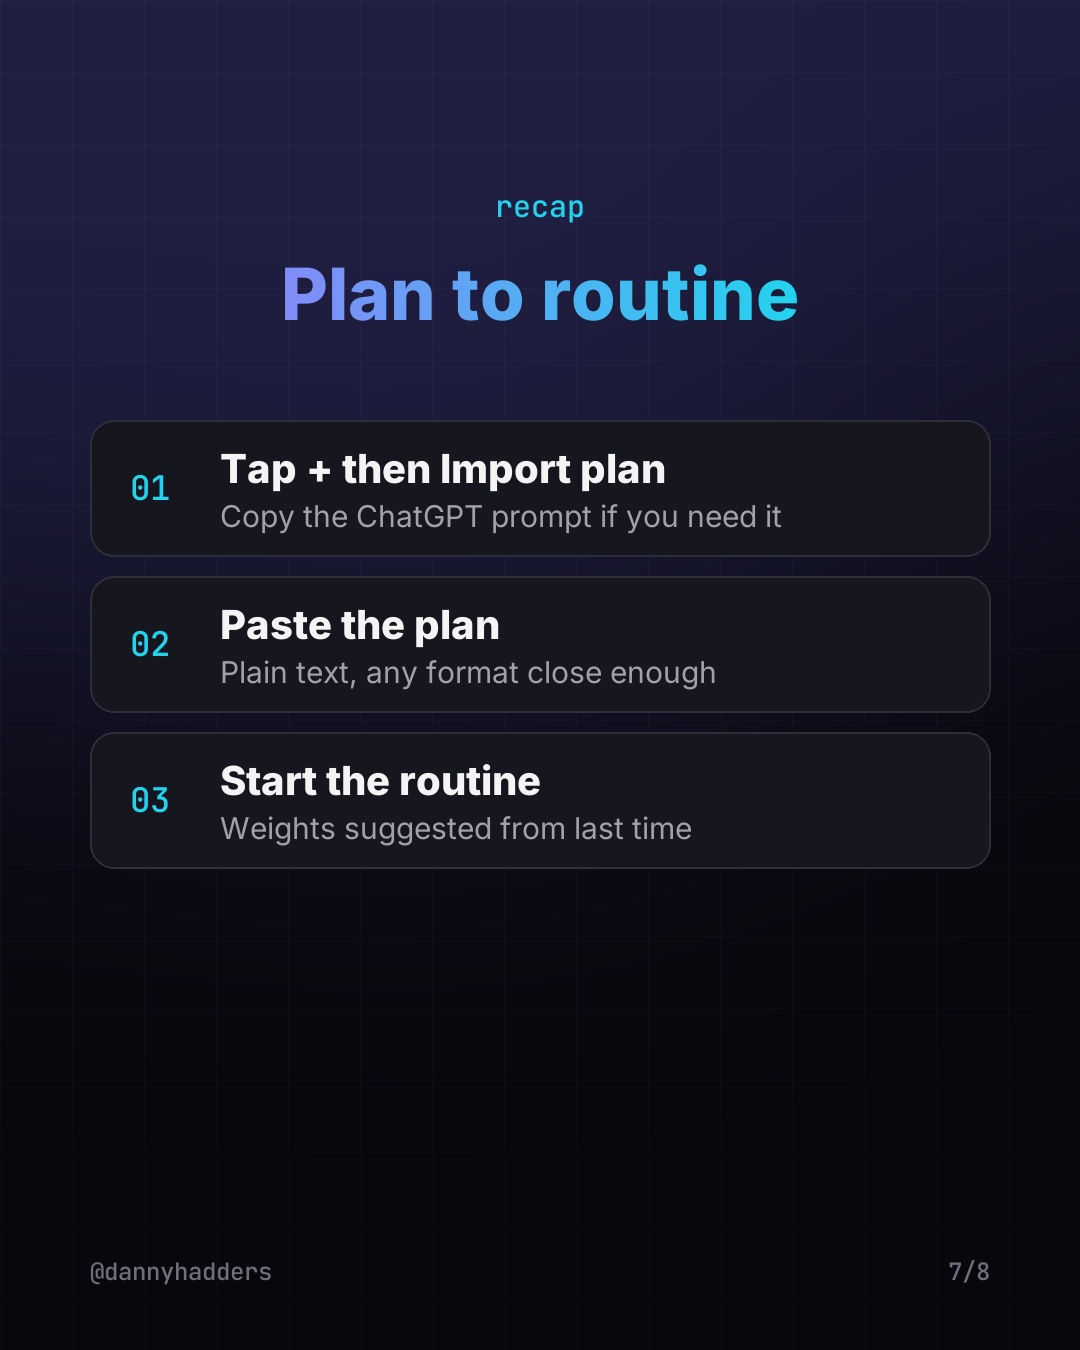 recap
Plan to routine
01
Tap + then Import plan
Copy the ChatGPT prompt if you need it
02
Paste the plan
Plain text, any format close enough
03
Start the routine
Weights suggested from last time
@dannyhadders
7/8